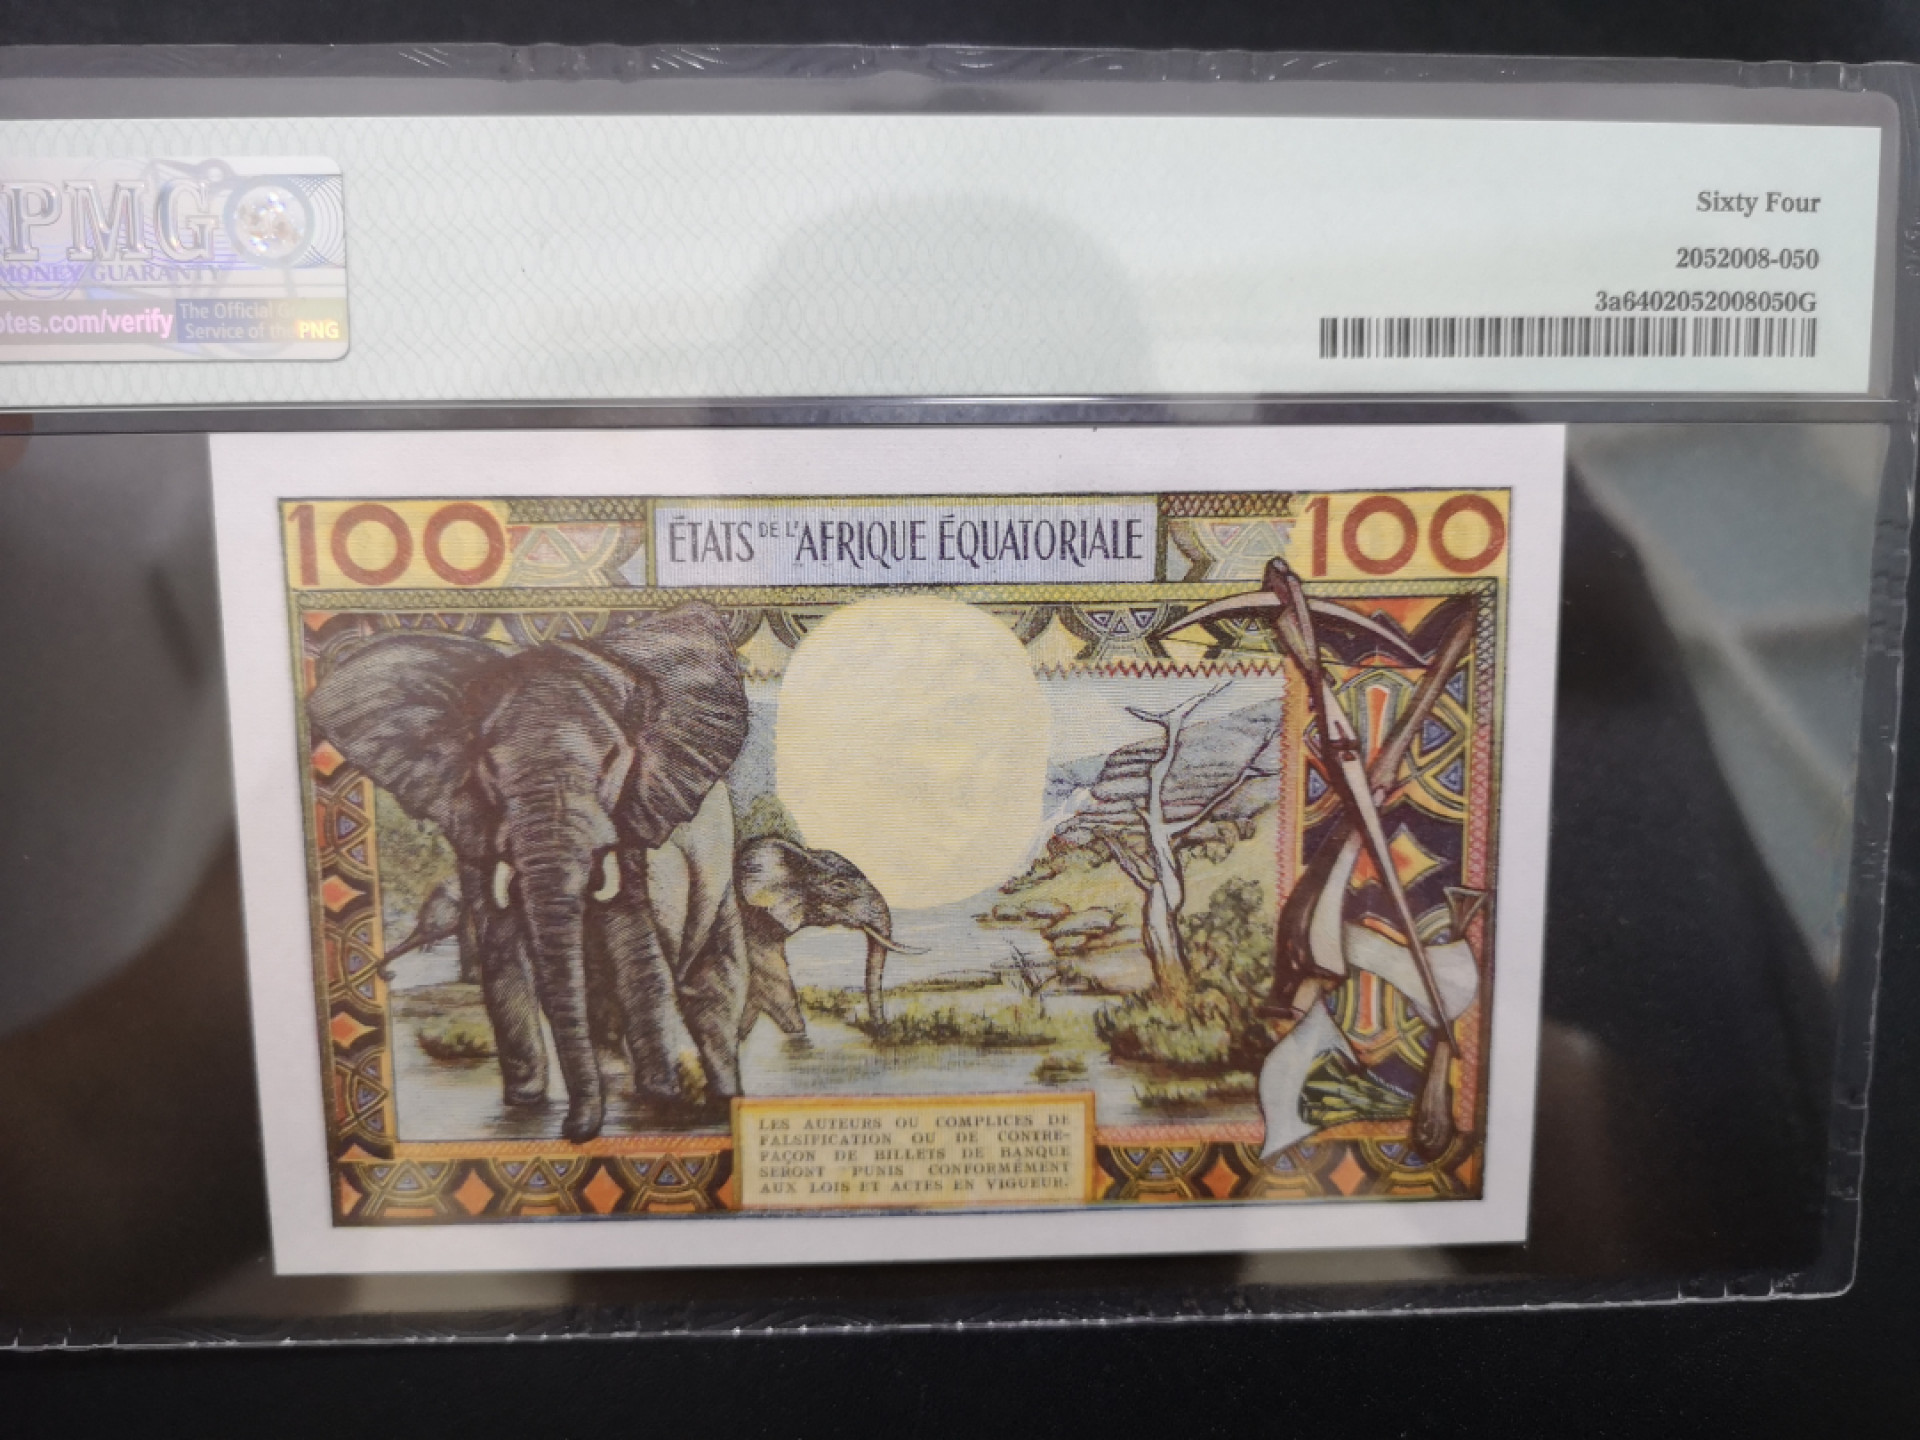 PMG
MONEY GUARANTY
otes.com/verify
The Official G
Service of the PNG
Sixty Four
2052008-050
3a6402052008050G
100 ÉTATS DE L'AFRIQUE ÉQUATORIALE 100
LES AUTEURS OU COMPLICES DE
FALSIFICATION OU DE CONTRE-
FAÇON DE BILLETS DE BANQUE
SERONT PUNIS CONFORMÉMENT
AUX LOIS ET ACTES EN VIGUEUR.